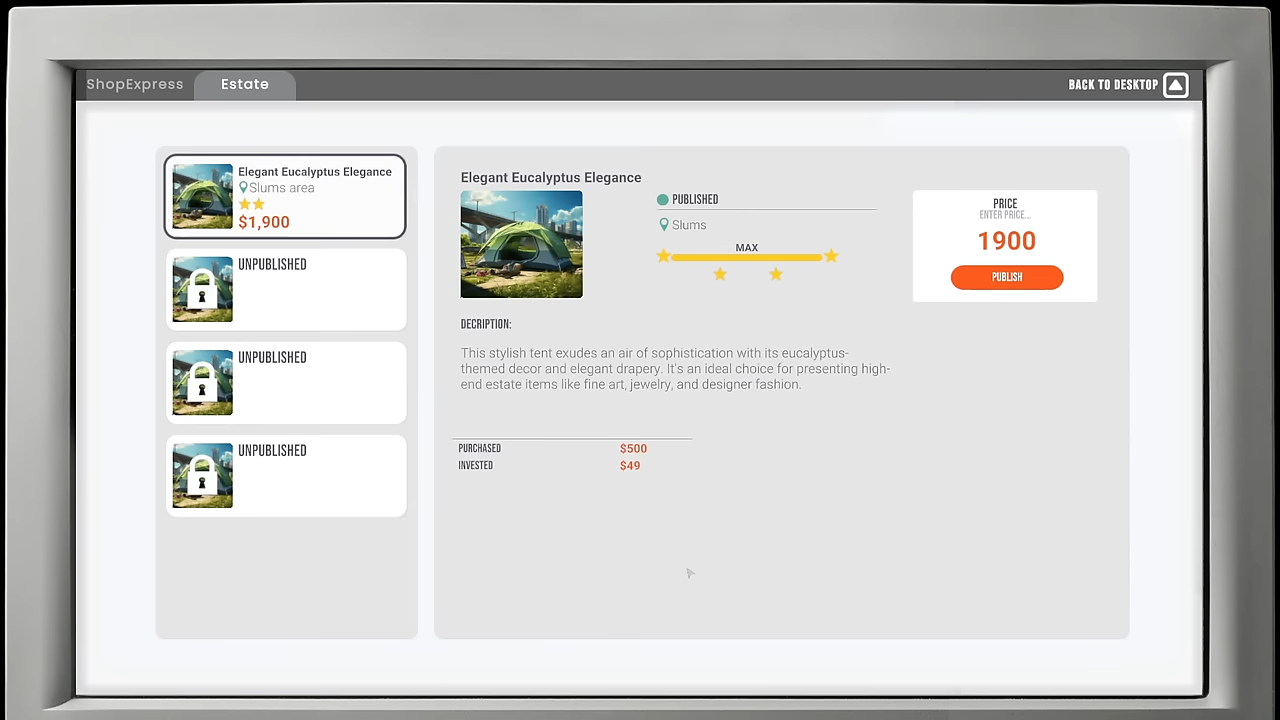 ShopExpress
Estate
BACK TO DESKTOP
Elegant Eucalyptus Elegance
Slums area
$1,900
UNPUBLISHED
UNPUBLISHED
UNPUBLISHED
Elegant Eucalyptus Elegance
PUBLISHED
Slums
MAX
PRICE
ENTER PRICE...
1900
PUBLISH
DECRIPTION:
This stylish tent exudes an air of sophistication with its eucalyptus-
themed decor and elegant drapery. It's an ideal choice for presenting high-
end estate items like fine art, jewelry, and designer fashion.
PURCHASED $500
INVESTED $49